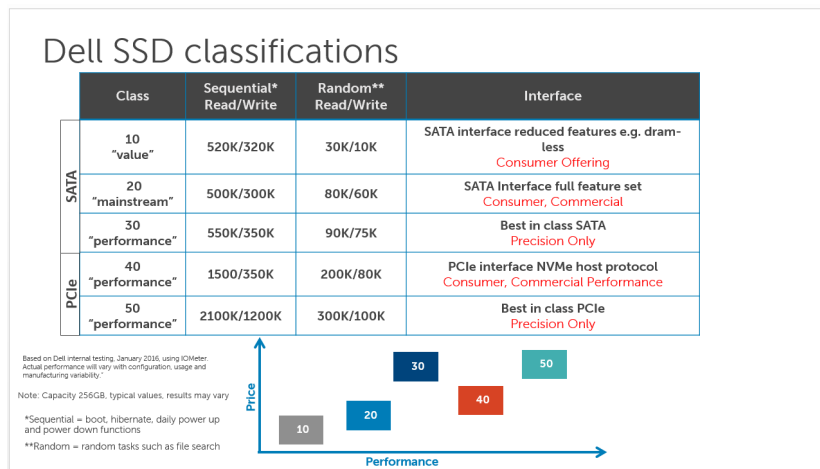 Dell SSD classifications
Class
Sequential*
Read/Write
Random**
Read/Write
Interface
SATA
10
"value"
520K/320K
30K/10K
SATA interface reduced features e.g. dram-
less
Consumer Offering
20
"mainstream"
500K/300K
80K/60K
SATA Interface full feature set
Consumer, Commercial
30
"performance"
550K/350K
90K/75K
Best in class SATA
Precision Only
PCIe
40
"performance"
1500/350K
200K/80K
PCIe interface NVMe host protocol
Consumer, Commercial Performance
50
"performance"
2100K/1200K
300K/100K
Best in class PCIe
Precision Only
Based on Dell internal testing, January 2016, using IOMeter.
Actual performance will vary with configuration, usage and
manufacturing variability."
Note: Capacity 256GB, typical values, results may vary
*Sequential = boot, hibernate, daily power up
and power down functions
**Random = random tasks such as file search
Price
10
20
30
40
50
Performance